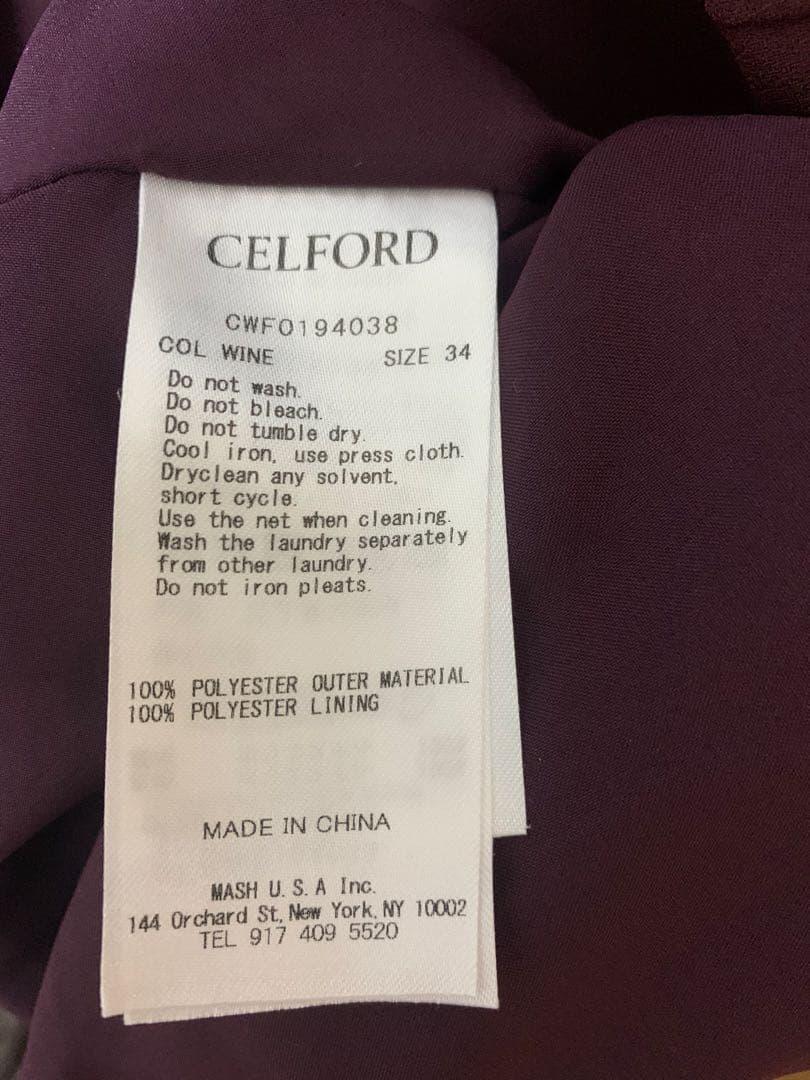 CELFORD
CWFO194038
COL WINE SIZE 34
Do not wash.
Do not bleach.
Do not tumble dry.
Cool iron, use press cloth.
Dryclean any solvent,
short cycle.
Use the net when cleaning.
Wash the laundry separately
from other laundry.
Do not iron pleats.
100% POLYESTER OUTER MATERIAL
100% POLYESTER LINING
MADE IN CHINA
MASH U.S.A Inc.
144 Orchard St, New York, NY 10002
TEL 917 409 5520